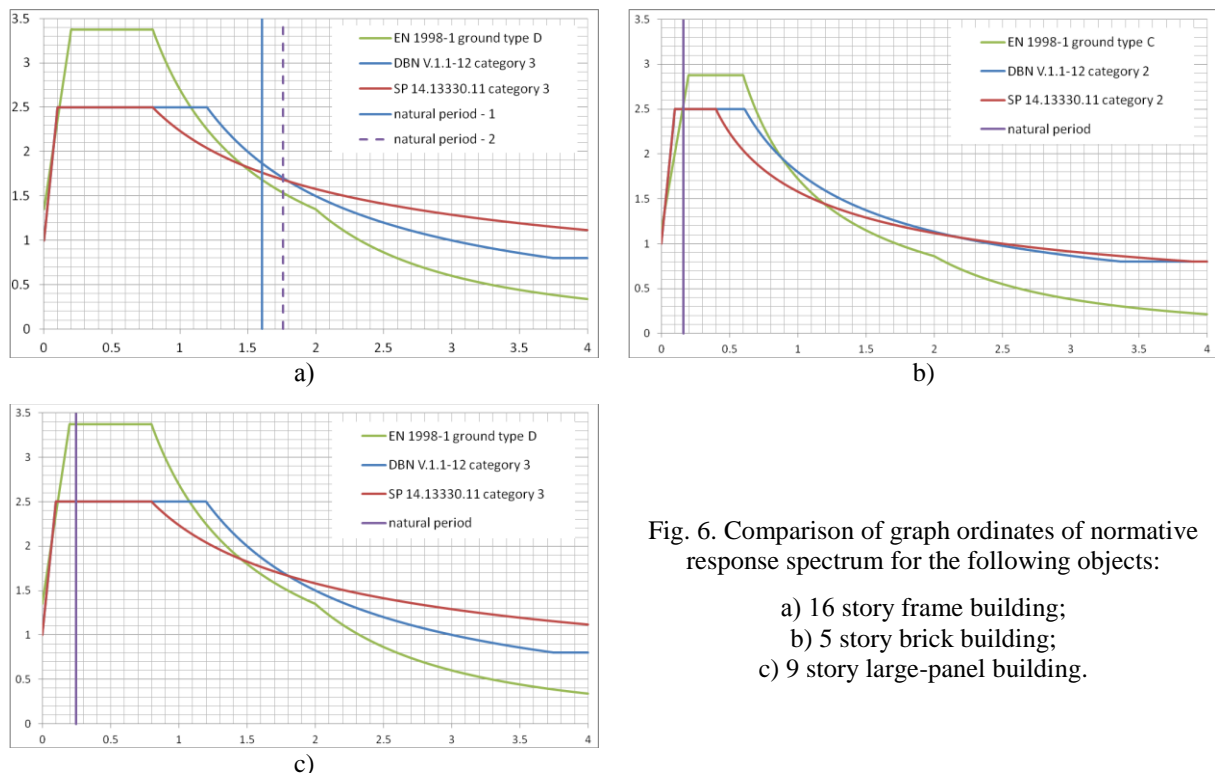 3.5
3
2.5
2
1.5
1
0.5
0
0 0.5 1 1.5 2 2.5 3 3.5 4
EN 1998-1 ground type D
DBN V.1.1-12 category 3
SP 14.13330.11 category 3
natural period - 1
natural period - 2
a)
3.5
3
2.5
2
1.5
1
0.5
0
0 0.5 1 1.5 2 2.5 3 3.5 4
EN 1998-1 ground type C
DBN V.1.1-12 category 2
SP 14.13330.11 category 2
natural period
b)
3.5
3
2.5
2
1.5
1
0.5
0
0 0.5 1 1.5 2 2.5 3 3.5 4
EN 1998-1 ground type D
DBN V.1.1-12 category 3
SP 14.13330.11 category 3
natural period
c)
Fig. 6. Comparison of graph ordinates of normative
response spectrum for the following objects:
a) 16 story frame building;
b) 5 story brick building;
c) 9 story large-panel building.